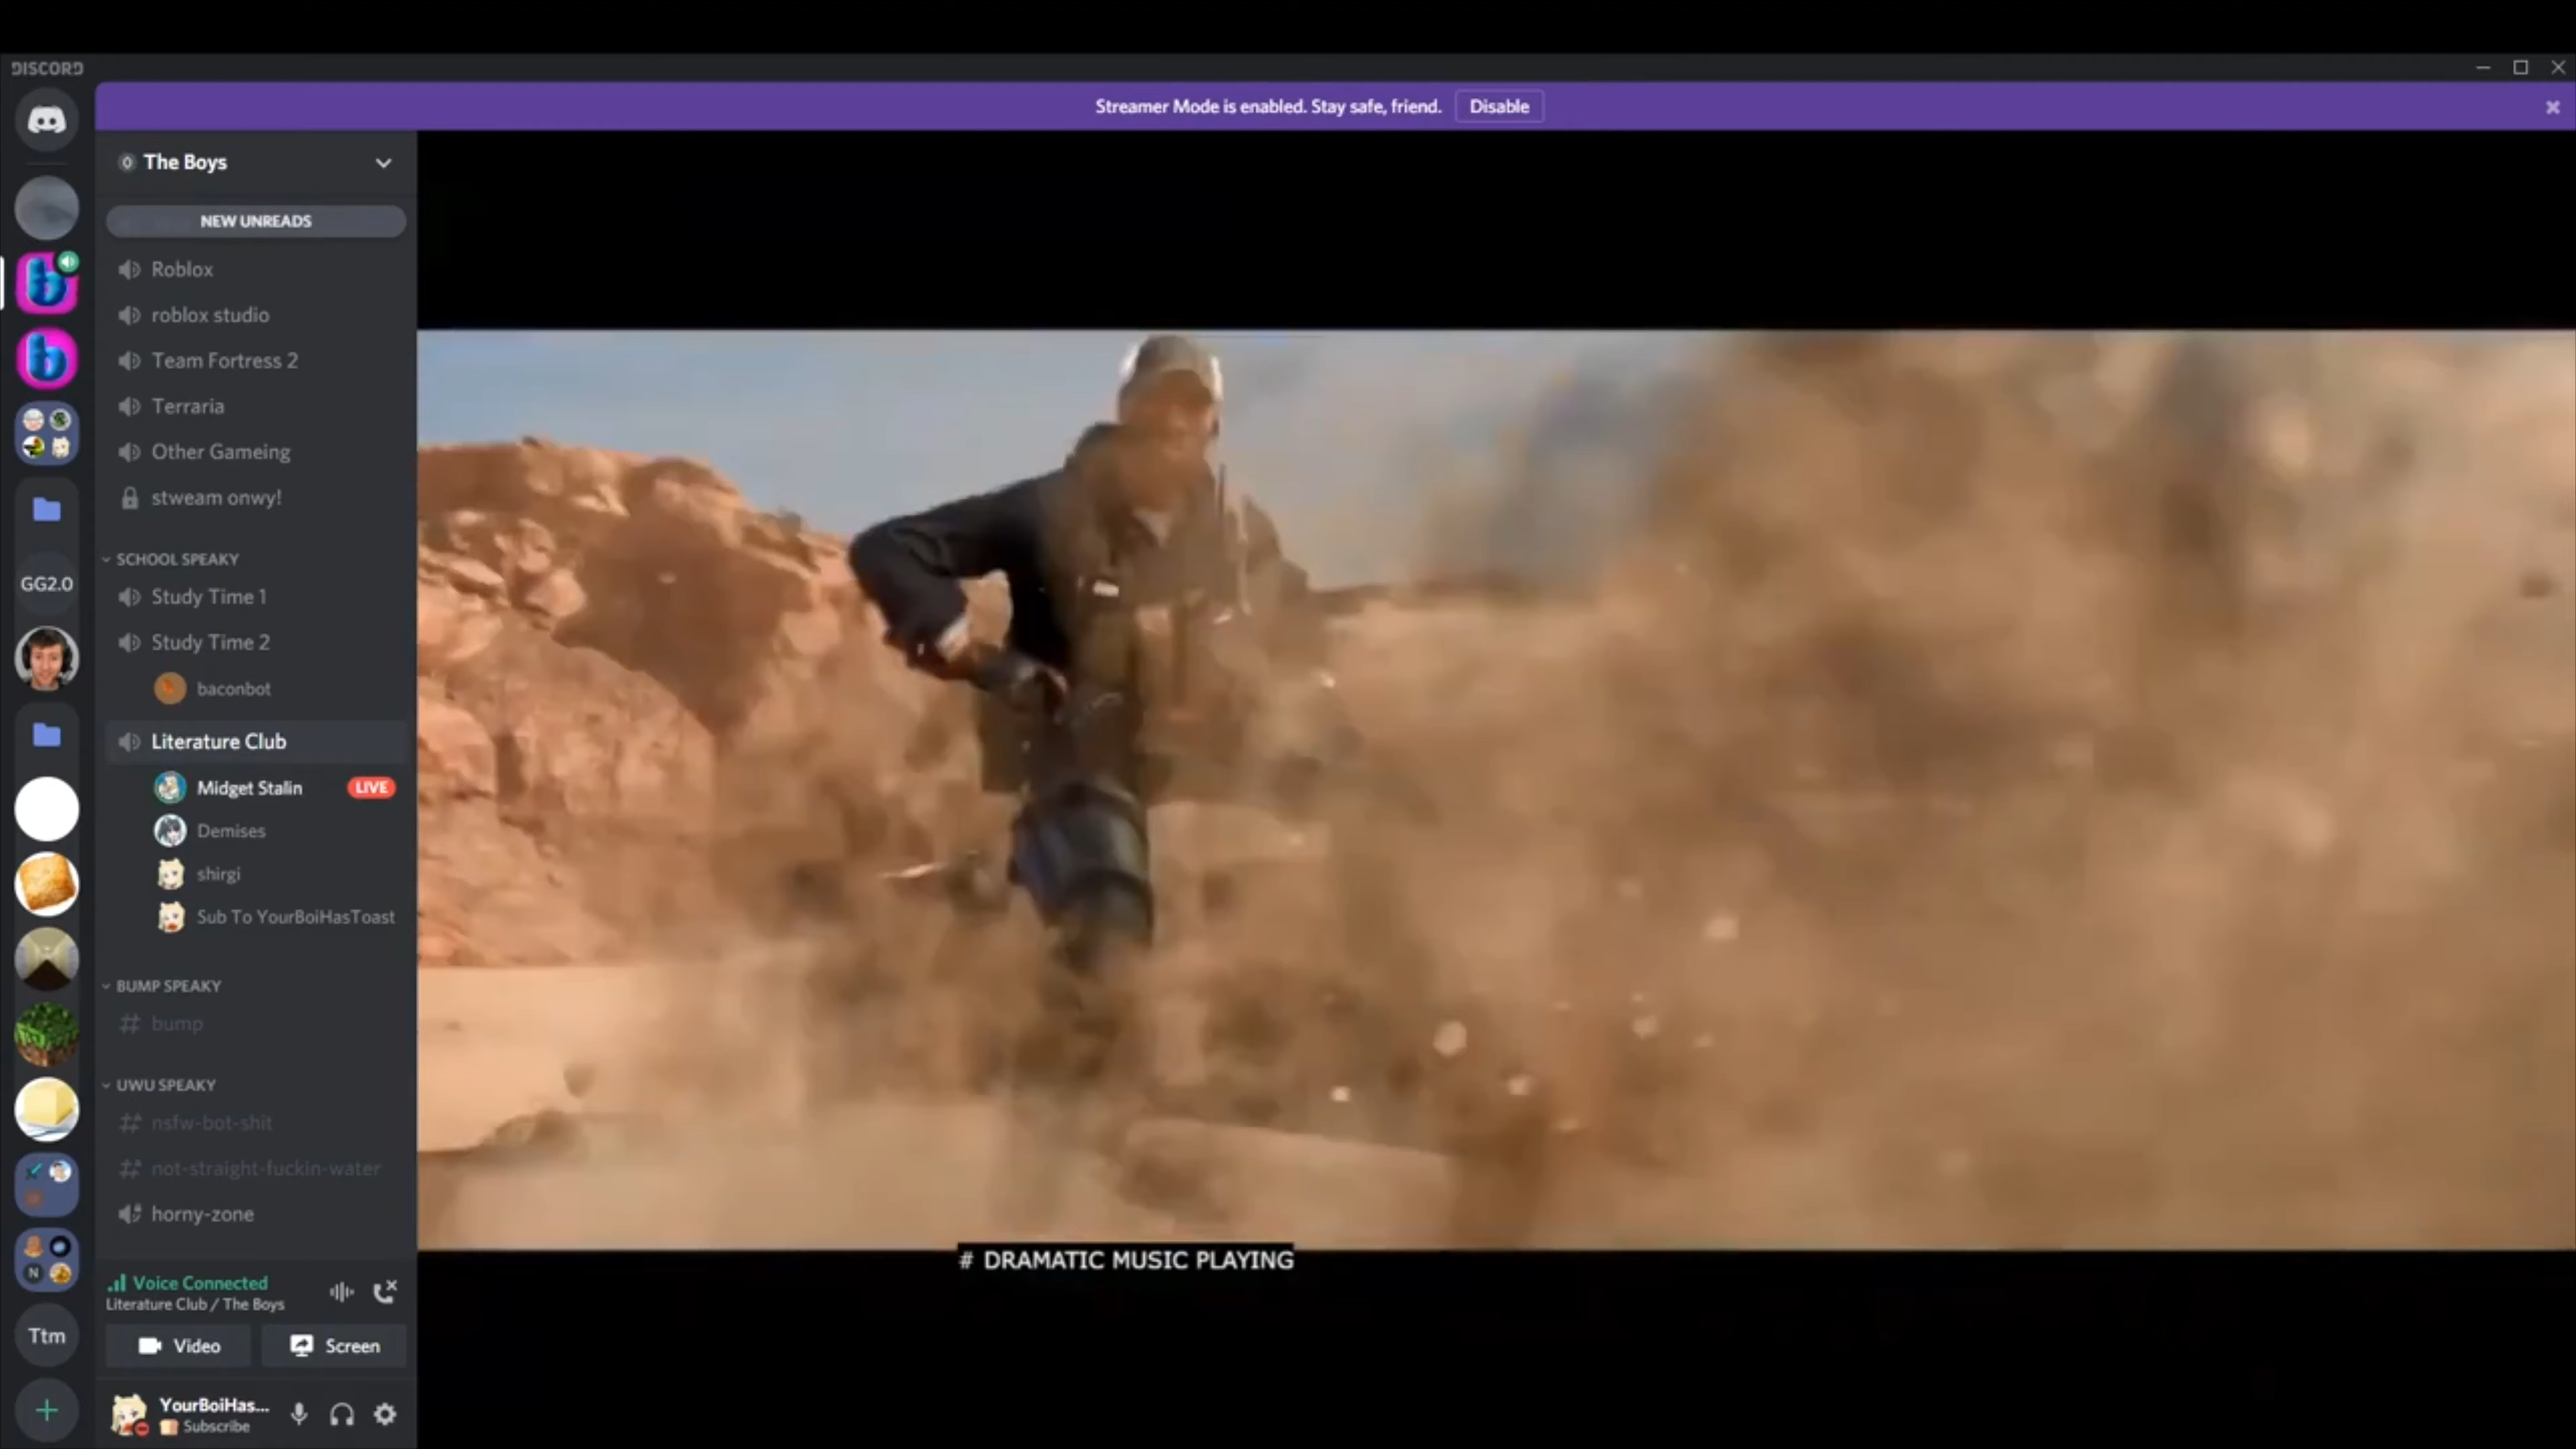 DISCORD
Streamer Mode is enabled. Stay safe, friend.
Disable
The Boys
NEW UNREADS
Roblox
roblox studio
Team Fortress 2
Terraria
Other Gameing
stweam onwy!
SCHOOL SPEAKY
Study Time 1
GG2.0
Study Time 2
baconbot
Literature Club
Midget Stalin LIVE
Demises
shirgi
Sub To YourBoiHasToast
BUMP SPEAKY
bump
UWU SPEAKY
nsfw-bot-shit
not-straight-fuckin-water
horny-zone
N
# DRAMATIC MUSIC PLAYING
Voice Connected
Literature Club / The Boys
Ttm
Video
Screen
YourBoiHas...
Subscribe